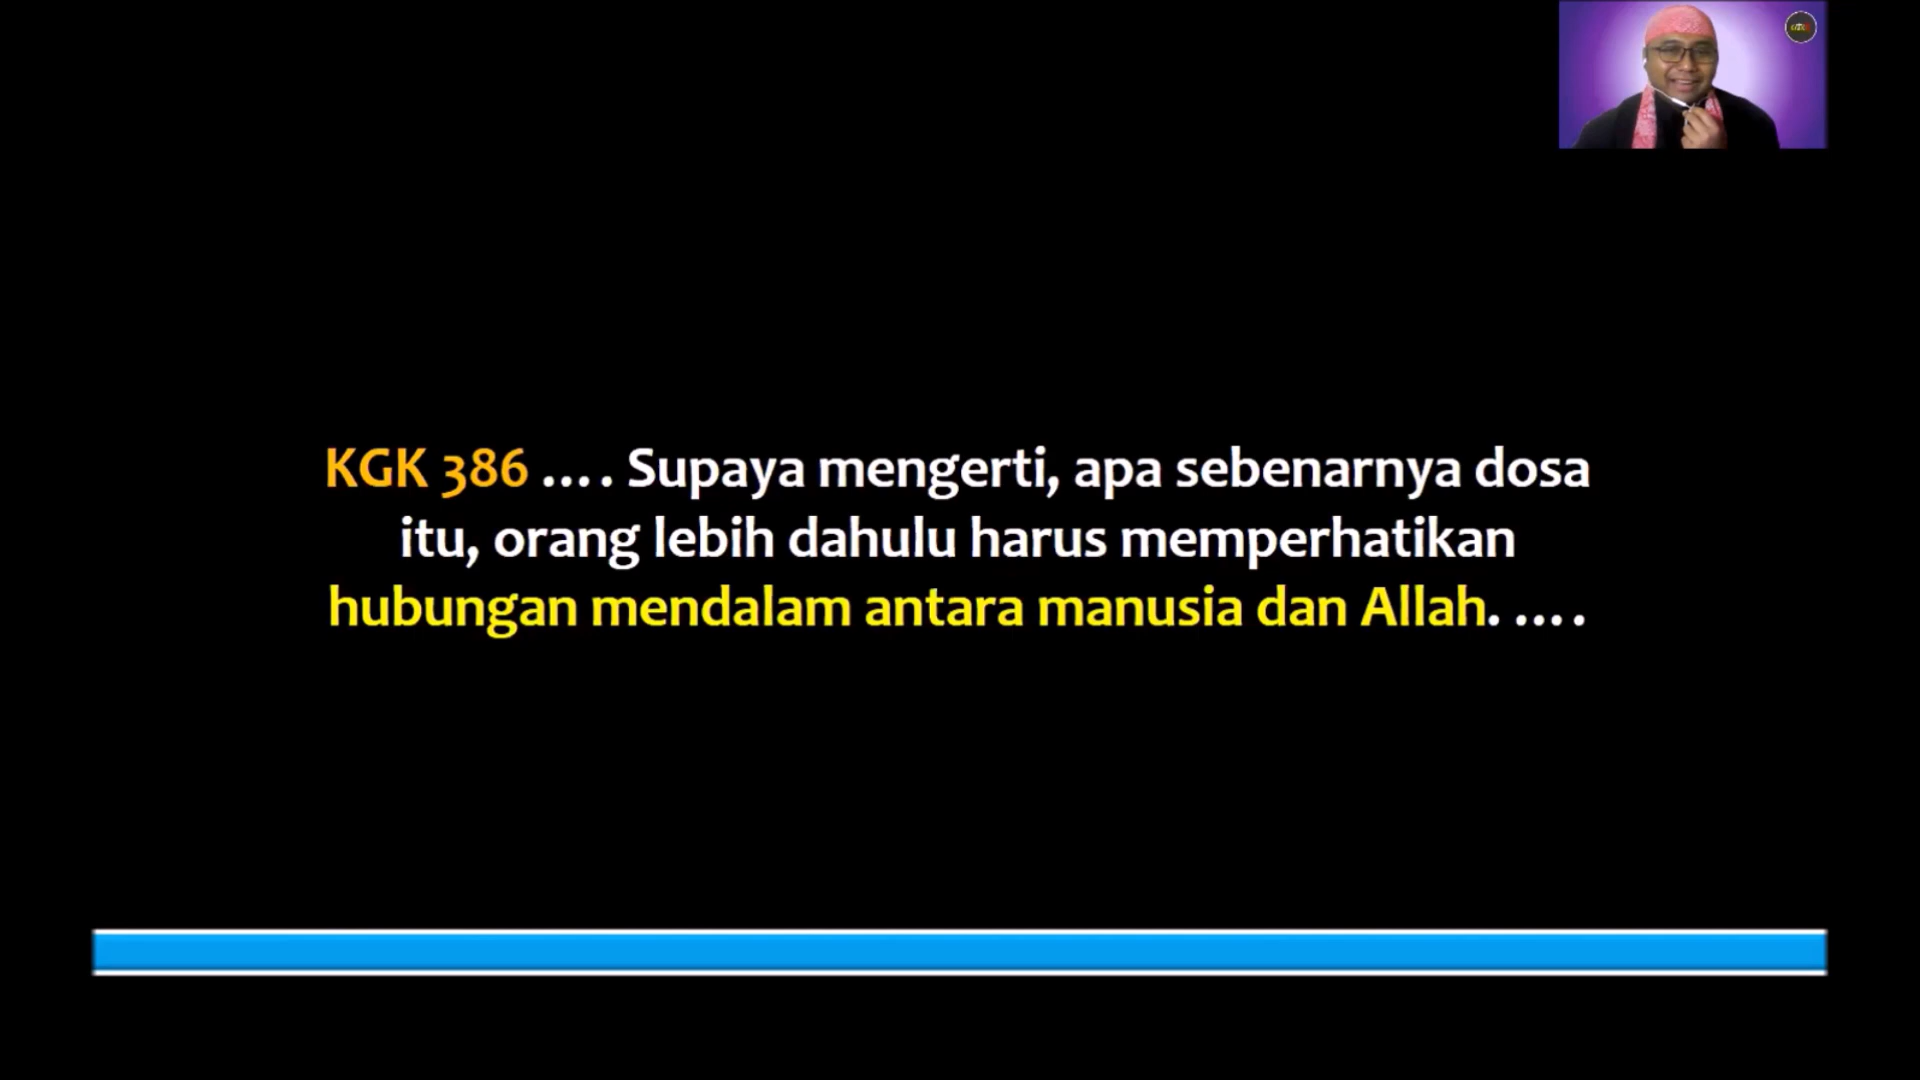 KGK 386 .... Supaya mengerti, apa sebenarnya dosa
itu, orang lebih dahulu harus memperhatikan
hubungan mendalam antara manusia dan Allah. ....